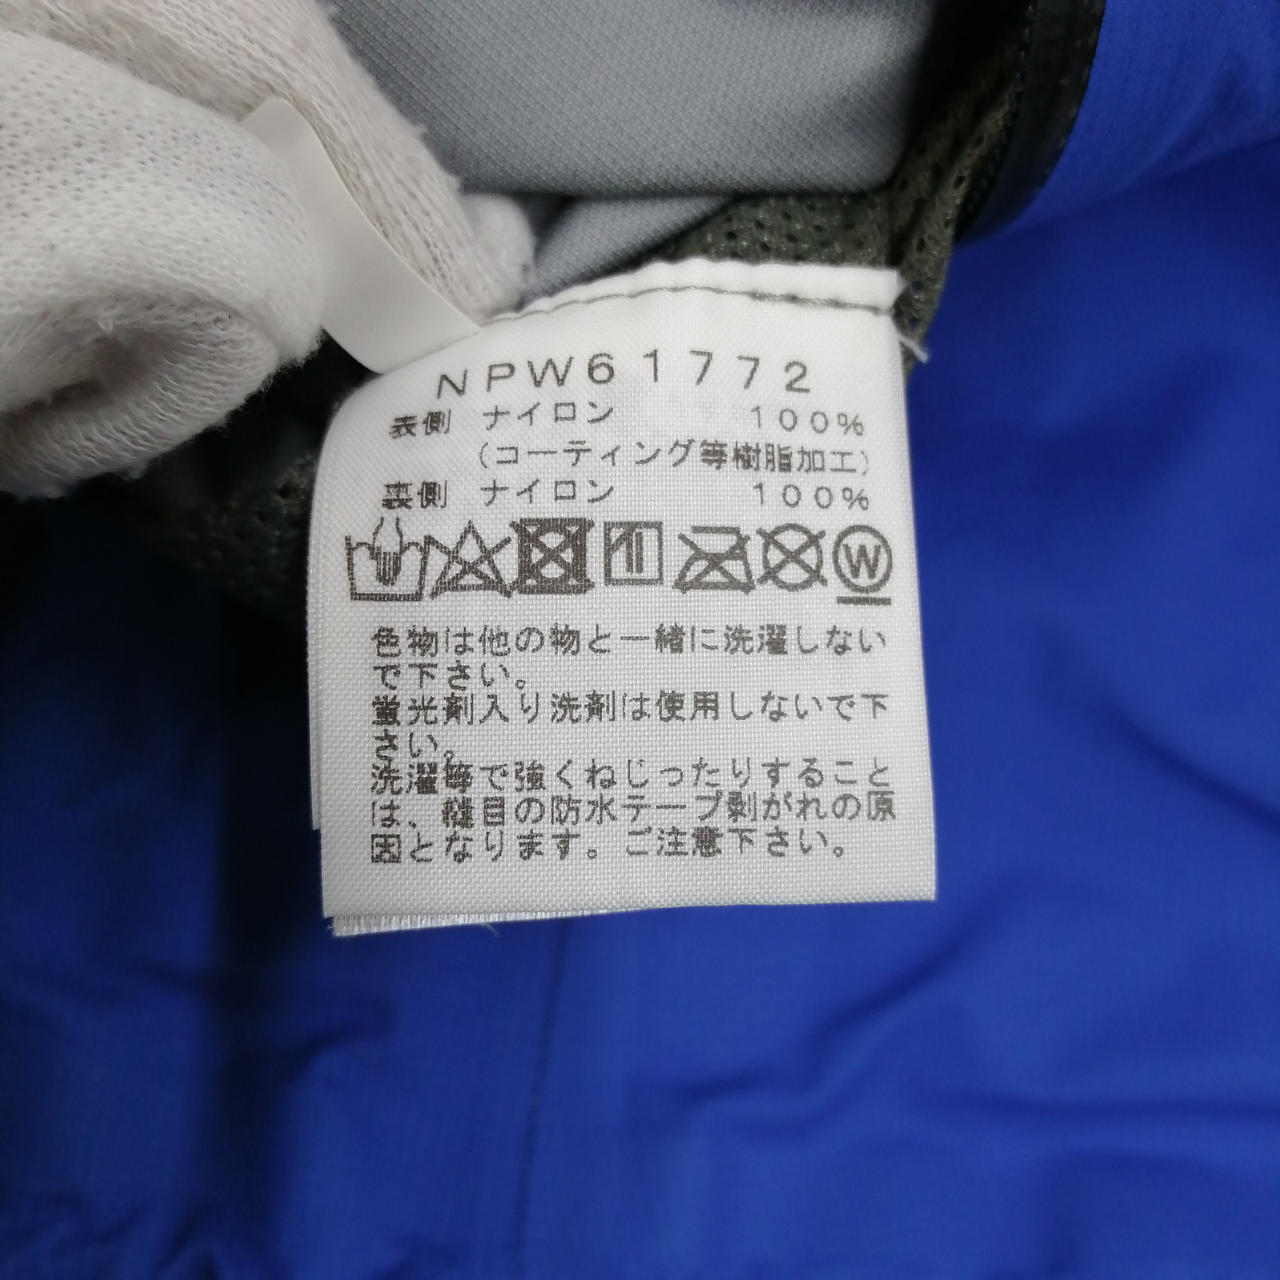 NPW61772
表側 ナイロン 100%
(コーティング等樹脂加工)
裏側 ナイロン 100%
W
色物は他の物と一緒に洗濯しない
で下さい。
蛍光剤入り洗剤は使用しないで下
さい。
洗濯等で強くねじったりすること
は、縫目の防水テープ剥がれの原
因となります。ご注意下さい。